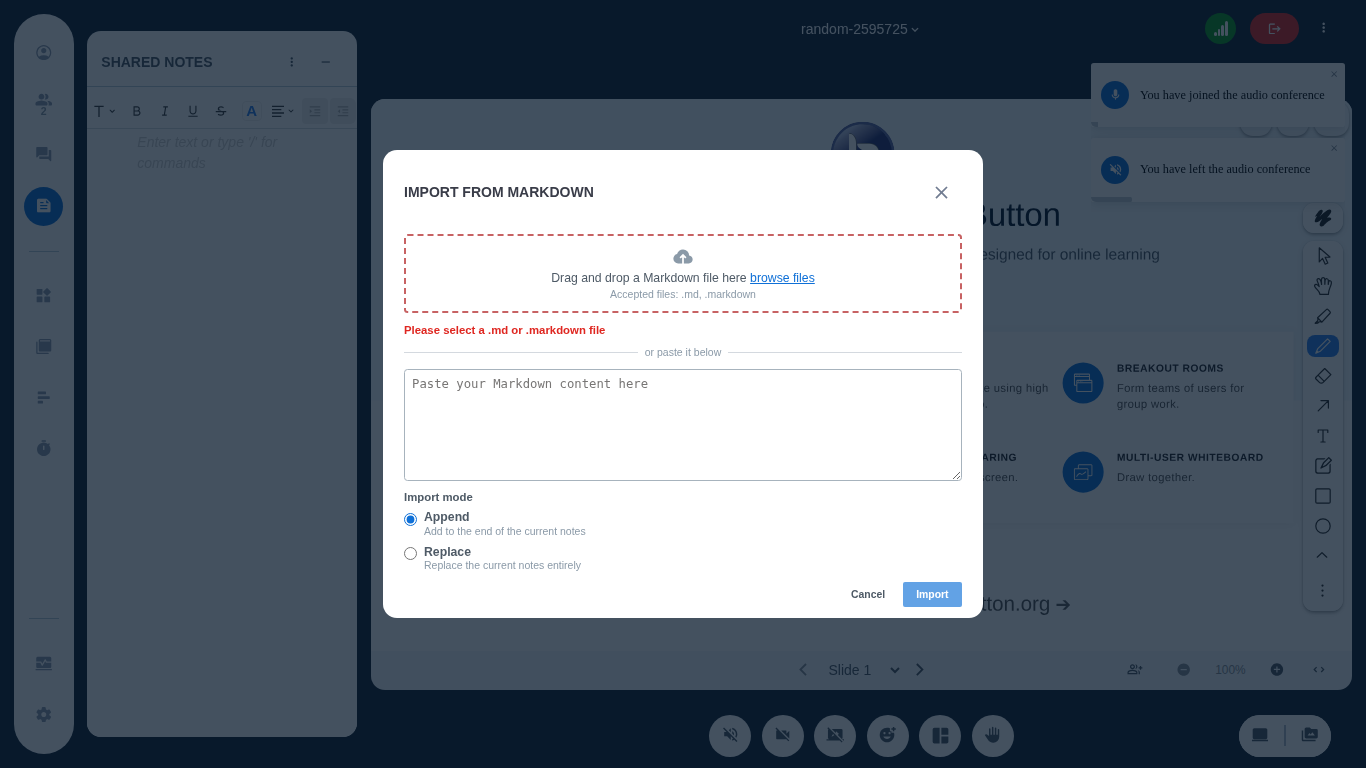 random-2595725
SHARED NOTES
2
Enter text or type '/' for
commands
You have joined the audio conference
You have left the audio conference
IMPORT FROM MARKDOWN
Drag and drop a Markdown file here browse files
Accepted files: .md, .markdown
Please select a .md or .markdown file
or paste it below
Paste your Markdown content here
Import mode
Append
Add to the end of the current notes
Replace
Replace the current notes entirely
Cancel
Import
Button
designed for online learning
e using high
BREAKOUT ROOMS
Form teams of users for
group work.
ARING
screen.
MULTI-USER WHITEBOARD
Draw together.
tton.org
Slide 1
100%